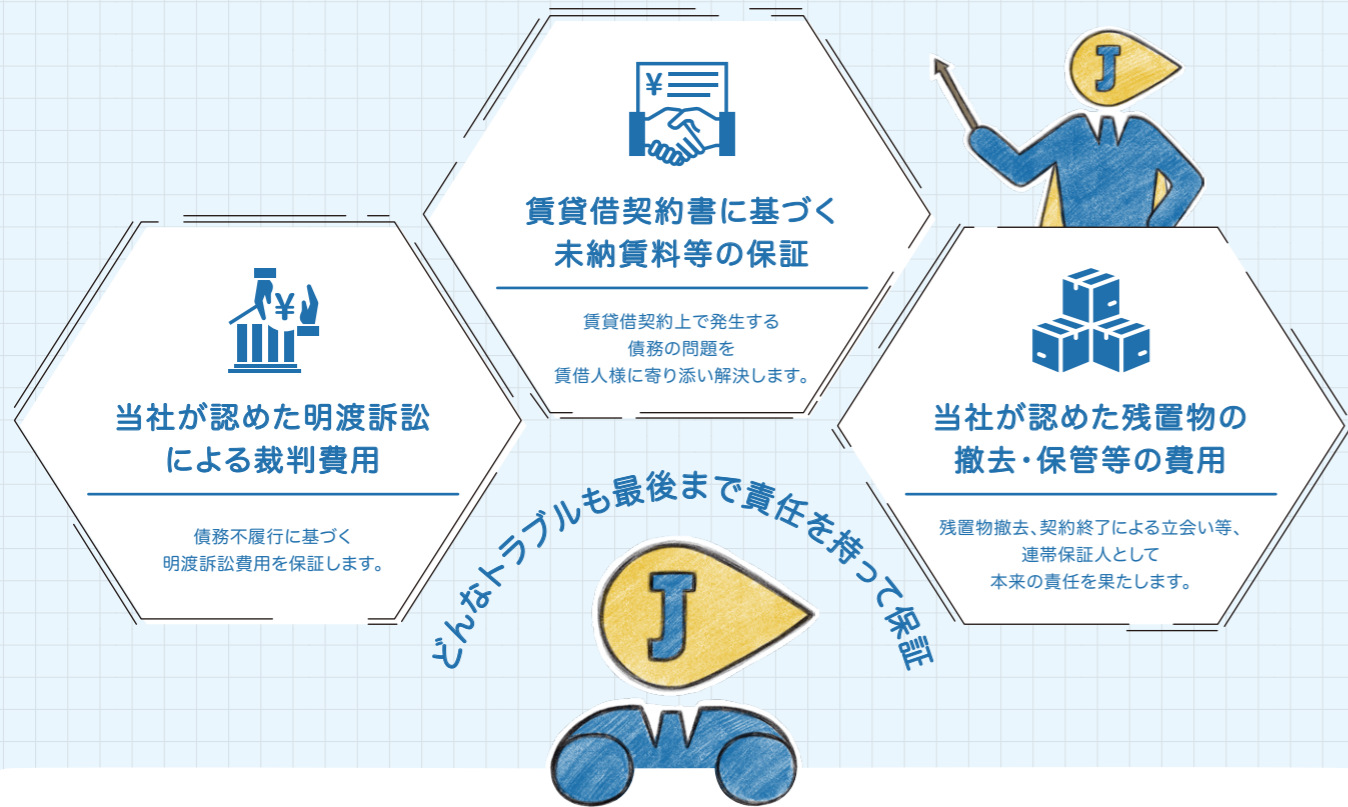 ¥
賃貸借契約書に基づく
未納賃料等の保証
賃貸借契約上で発生する
債務の問題を
賃借人様に寄り添い解決します。
¥
当社が認めた明渡訴訟
による裁判費用
債務不履行に基づく
明渡訴訟費用を保証します。
J
当社が認めた残置物の
撤去・保管等の費用
残置物撤去、契約終了による立会い等、
連帯保証人として
本来の責任を果たします。
どんなトラブルも最後まで責任を持って保証
J